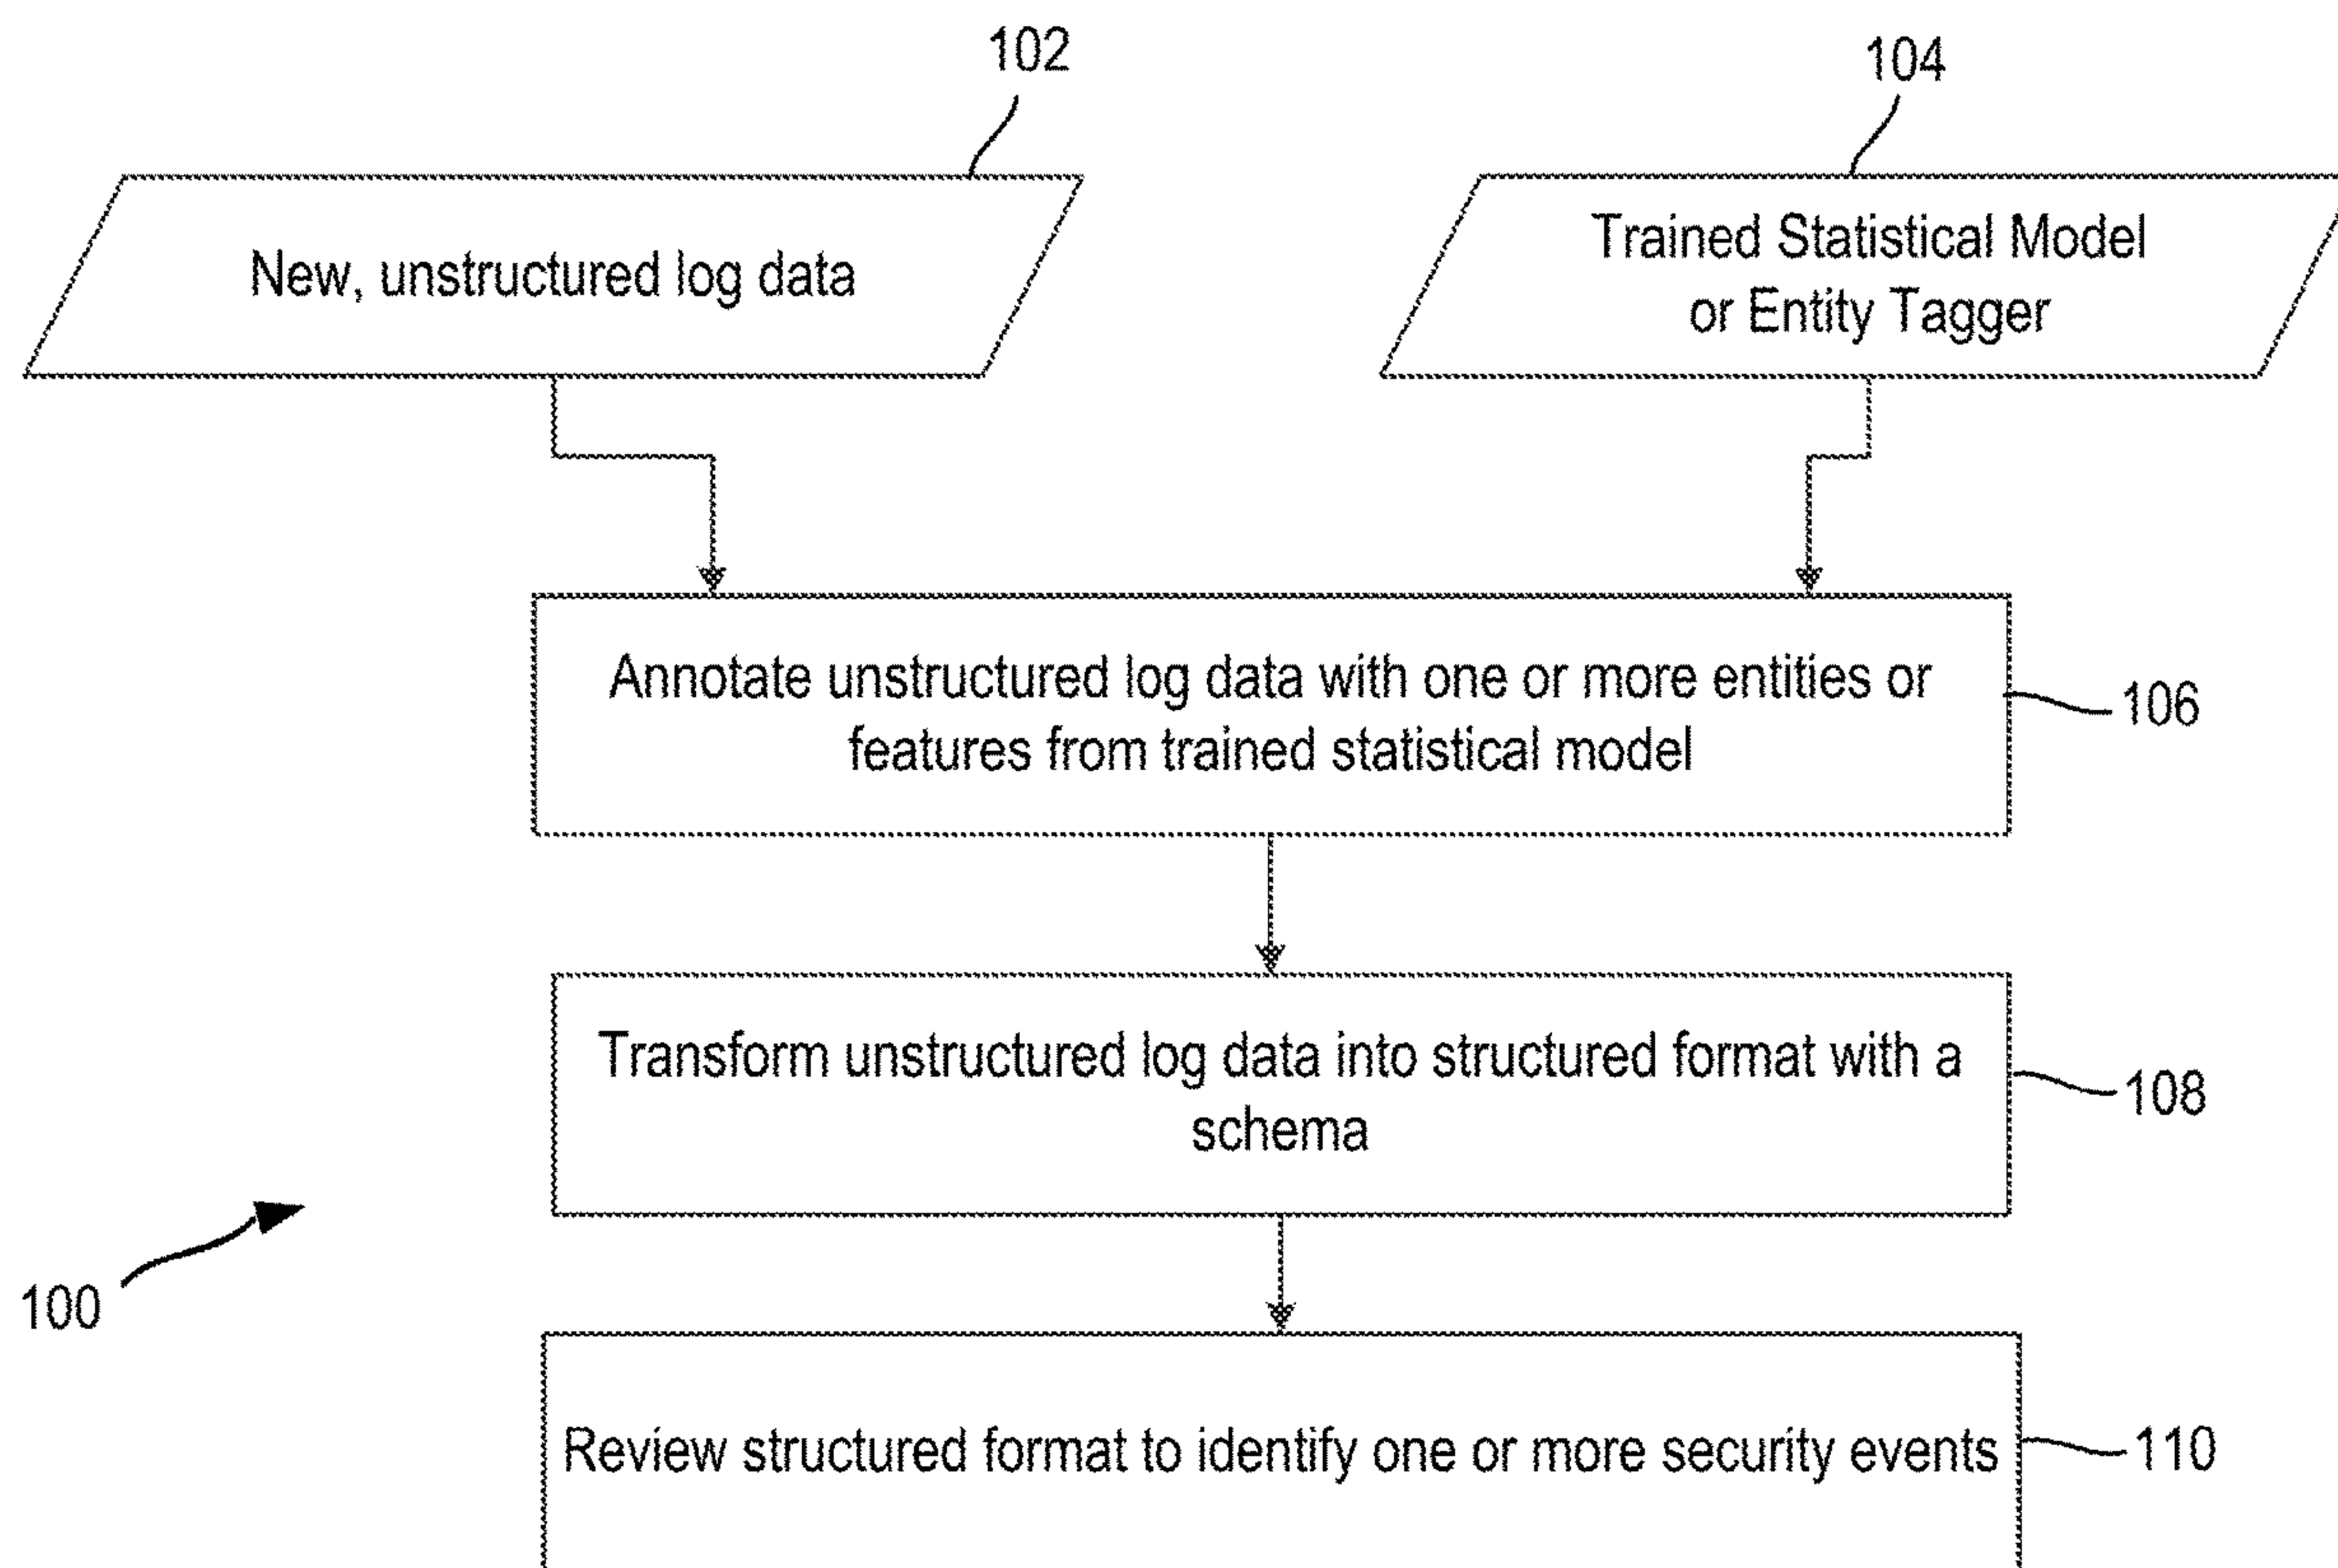 102
104
New, unstructured log data
Trained Statistical Model
or Entity Tagger
Annotate unstructured log data with one or more entities or
features from trained statistical model
106
Transform unstructured log data into structured format with a
schema
108
100
Review structured format to identify one or more security events
110